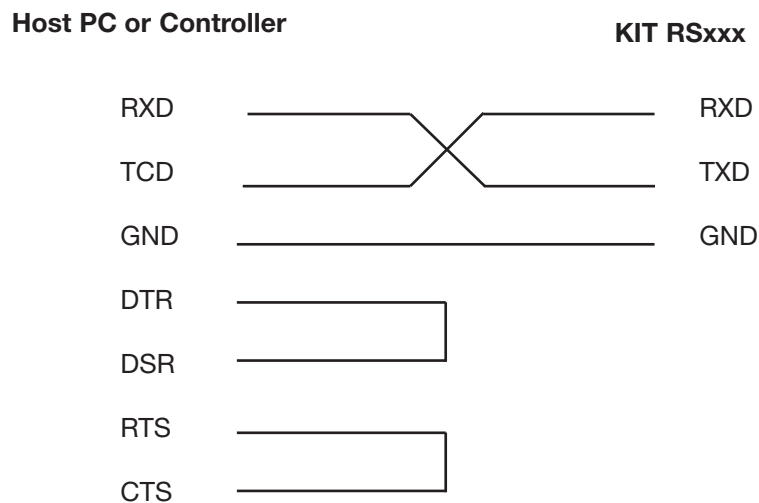 Host PC or Controller
KIT RSxxx
RXD RXD
TCD TXD
GND GND
DTR
DSR
RTS
CTS